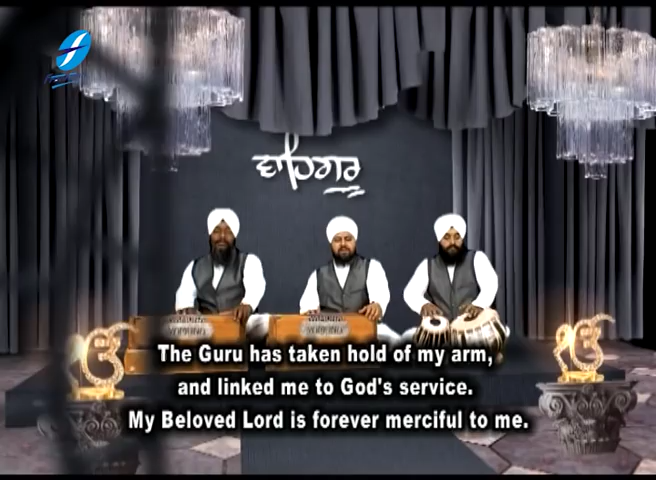 ਵਾਹਿਗੁਰੂ
The Guru has taken hold of my arm,
and linked me to God's service.
My Beloved Lord is forever merciful to me.